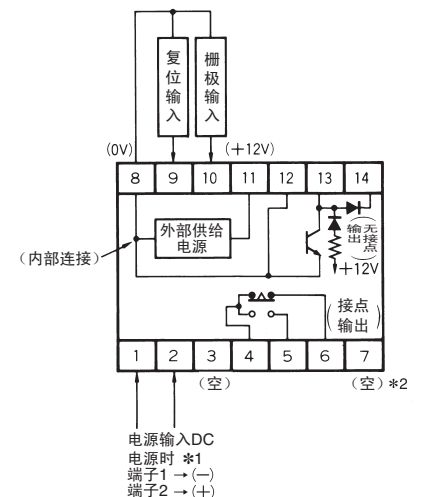 复位输入
栅极输入
(0V)
(+12V)
8 9 10 11 12 13 14
外部供给
电源
(无接点
输出)
+12V
(内部连接)
(接点
输出)
1 2 3 4 5 6 7
(空)
(空)*2
电源输入DC
电源时 *1
端子1 →(−)
端子2 →(+)